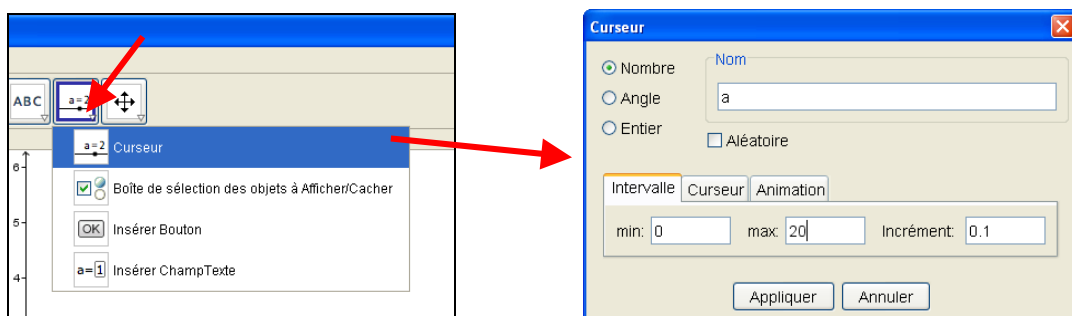 ABC
a=2
a=2 Curseur
Boîte de sélection des objets à Afficher/Cacher
OK Insérer Bouton
a=1 Insérer ChampTexte
6
5
4
Curseur
Nombre
Angle
Entier
Nom
a
Aléatoire
Intervalle Curseur Animation
min: 0 max: 20 Incrément: 0.1
Appliquer Annuler